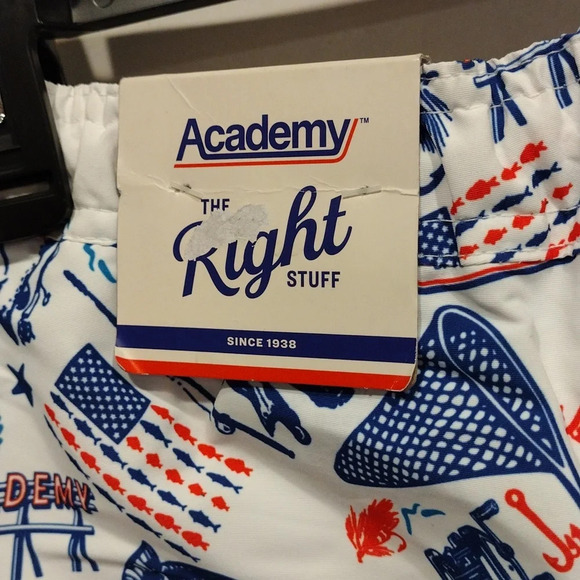 Academy™
THE
Right
STUFF
SINCE 1938
DEMY